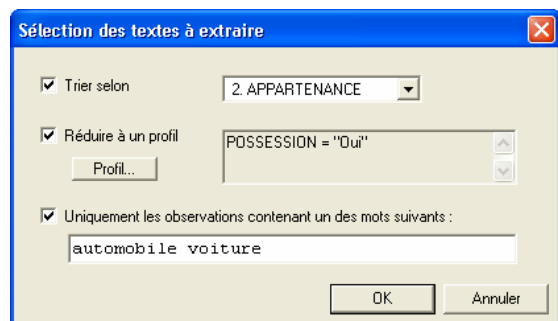 Sélection des textes à extraire
Trier selon
2. APPARTENANCE
Réduire à un profil
POSSESSION = "Oui"
Profil...
Uniquement les observations contenant un des mots suivants :
automobile voiture
OK
Annuler